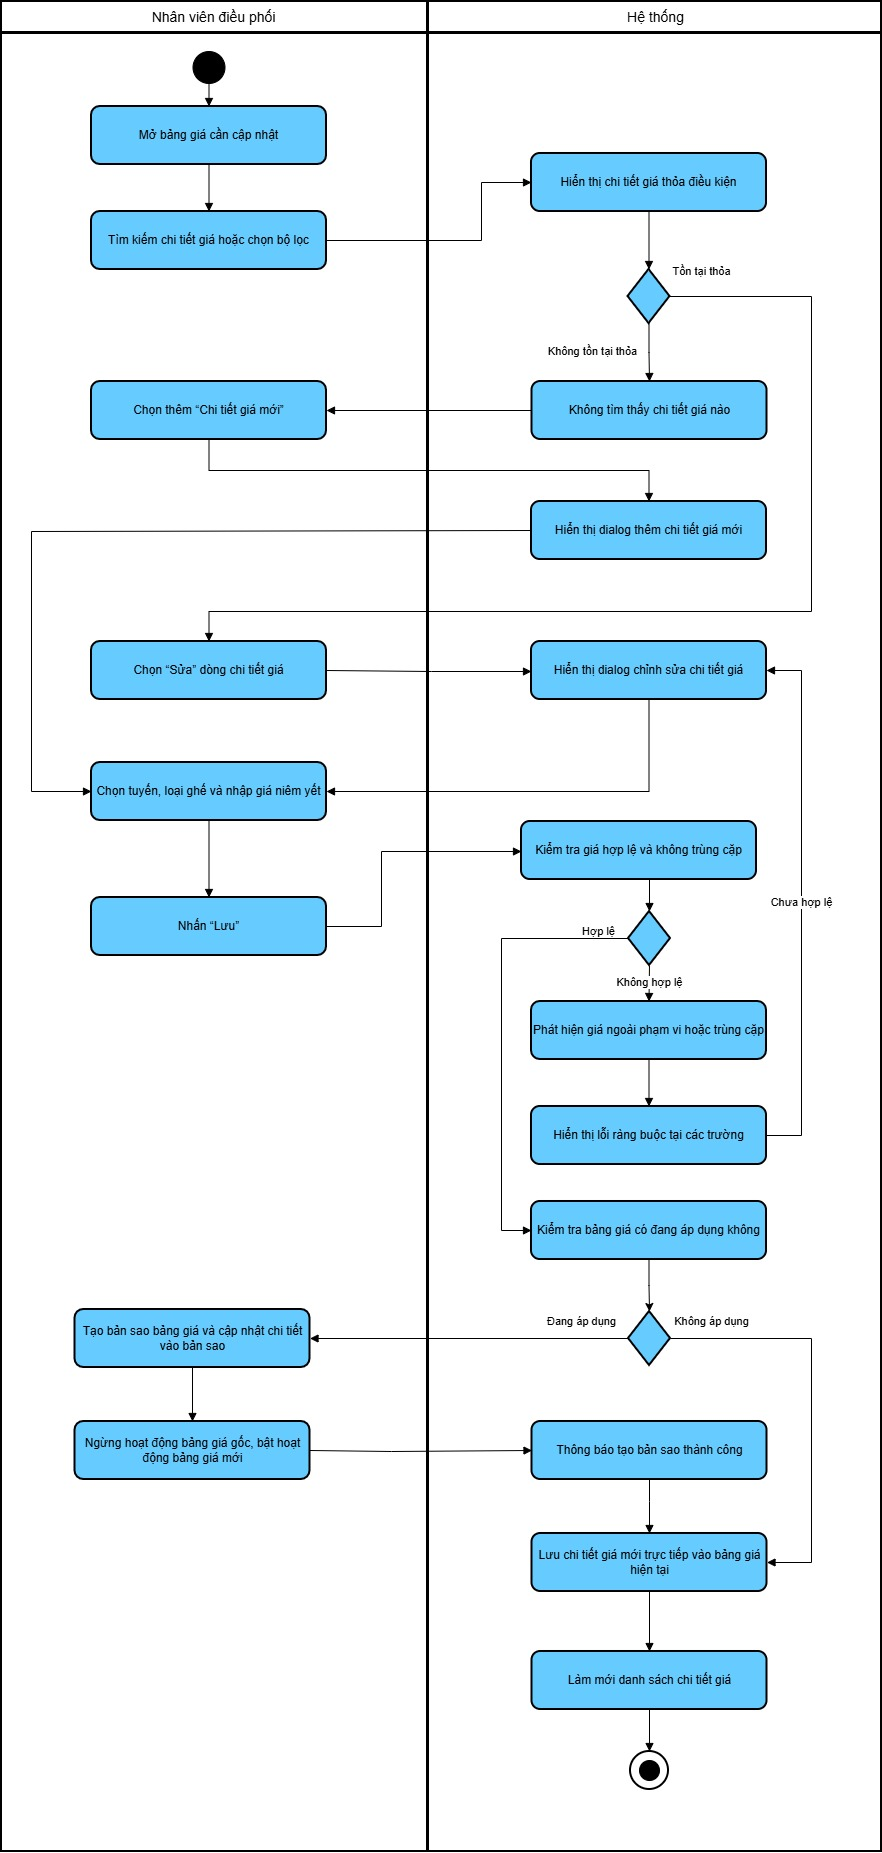 Nhân viên điều phối
Hệ thống
Mở bảng giá cần cập nhật
Hiển thị chi tiết giá thỏa điều kiện
Tìm kiếm chi tiết giá hoặc chọn bộ lọc
Tồn tại thỏa
Không tồn tại thỏa
Chọn thêm “Chi tiết giá mới”
Không tìm thấy chi tiết giá nào
Hiển thị dialog thêm chi tiết giá mới
Chọn “Sửa” dòng chi tiết giá
Hiển thị dialog chỉnh sửa chi tiết giá
Chọn tuyến, loại ghế và nhập giá niêm yết
Kiểm tra giá hợp lệ và không trùng cặp
Chưa hợp lệ
Nhấn “Lưu”
Hợp lệ
Không hợp lệ
Phát hiện giá ngoài phạm vi hoặc trùng cặp
Hiển thị lỗi ràng buộc tại các trường
Kiểm tra bảng giá có đang áp dụng không
Đang áp dụng
Không áp dụng
Tạo bản sao bảng giá và cập nhật chi tiết
vào bản sao
Ngừng hoạt động bảng giá gốc, bật hoạt
động bảng giá mới
Thông báo tạo bản sao thành công
Lưu chi tiết giá mới trực tiếp vào bảng giá
hiện tại
Làm mới danh sách chi tiết giá